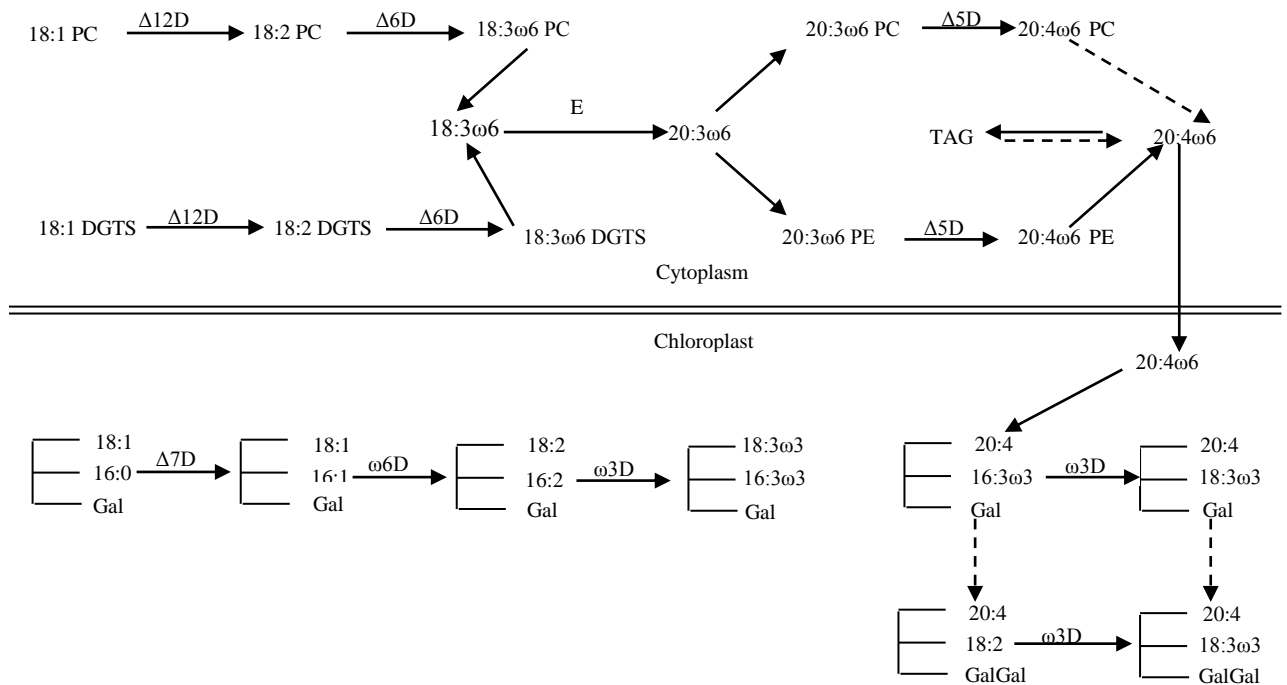 18:1 PC Δ12D 18:2 PC Δ6D 18:3ω6 PC 20:3ω6 PC Δ5D 20:4ω6 PC
E
18:3ω6 20:3ω6 TAG 20:4ω6
18:1 DGTS Δ12D 18:2 DGTS Δ6D 18:3ω6 DGTS 20:3ω6 PE Δ5D 20:4ω6 PE
Cytoplasm
Chloroplast
20:4ω6
18:1 18:1 18:2 18:3ω3 20:4 20:4
16:0 Δ7D 16:1 ω6D 16:2 ω3D 16:3ω3 16:3ω3 ω3D 18:3ω3
Gal Gal Gal Gal Gal Gal
20:4 20:4
18:2 ω3D 18:3ω3
GalGal GalGal